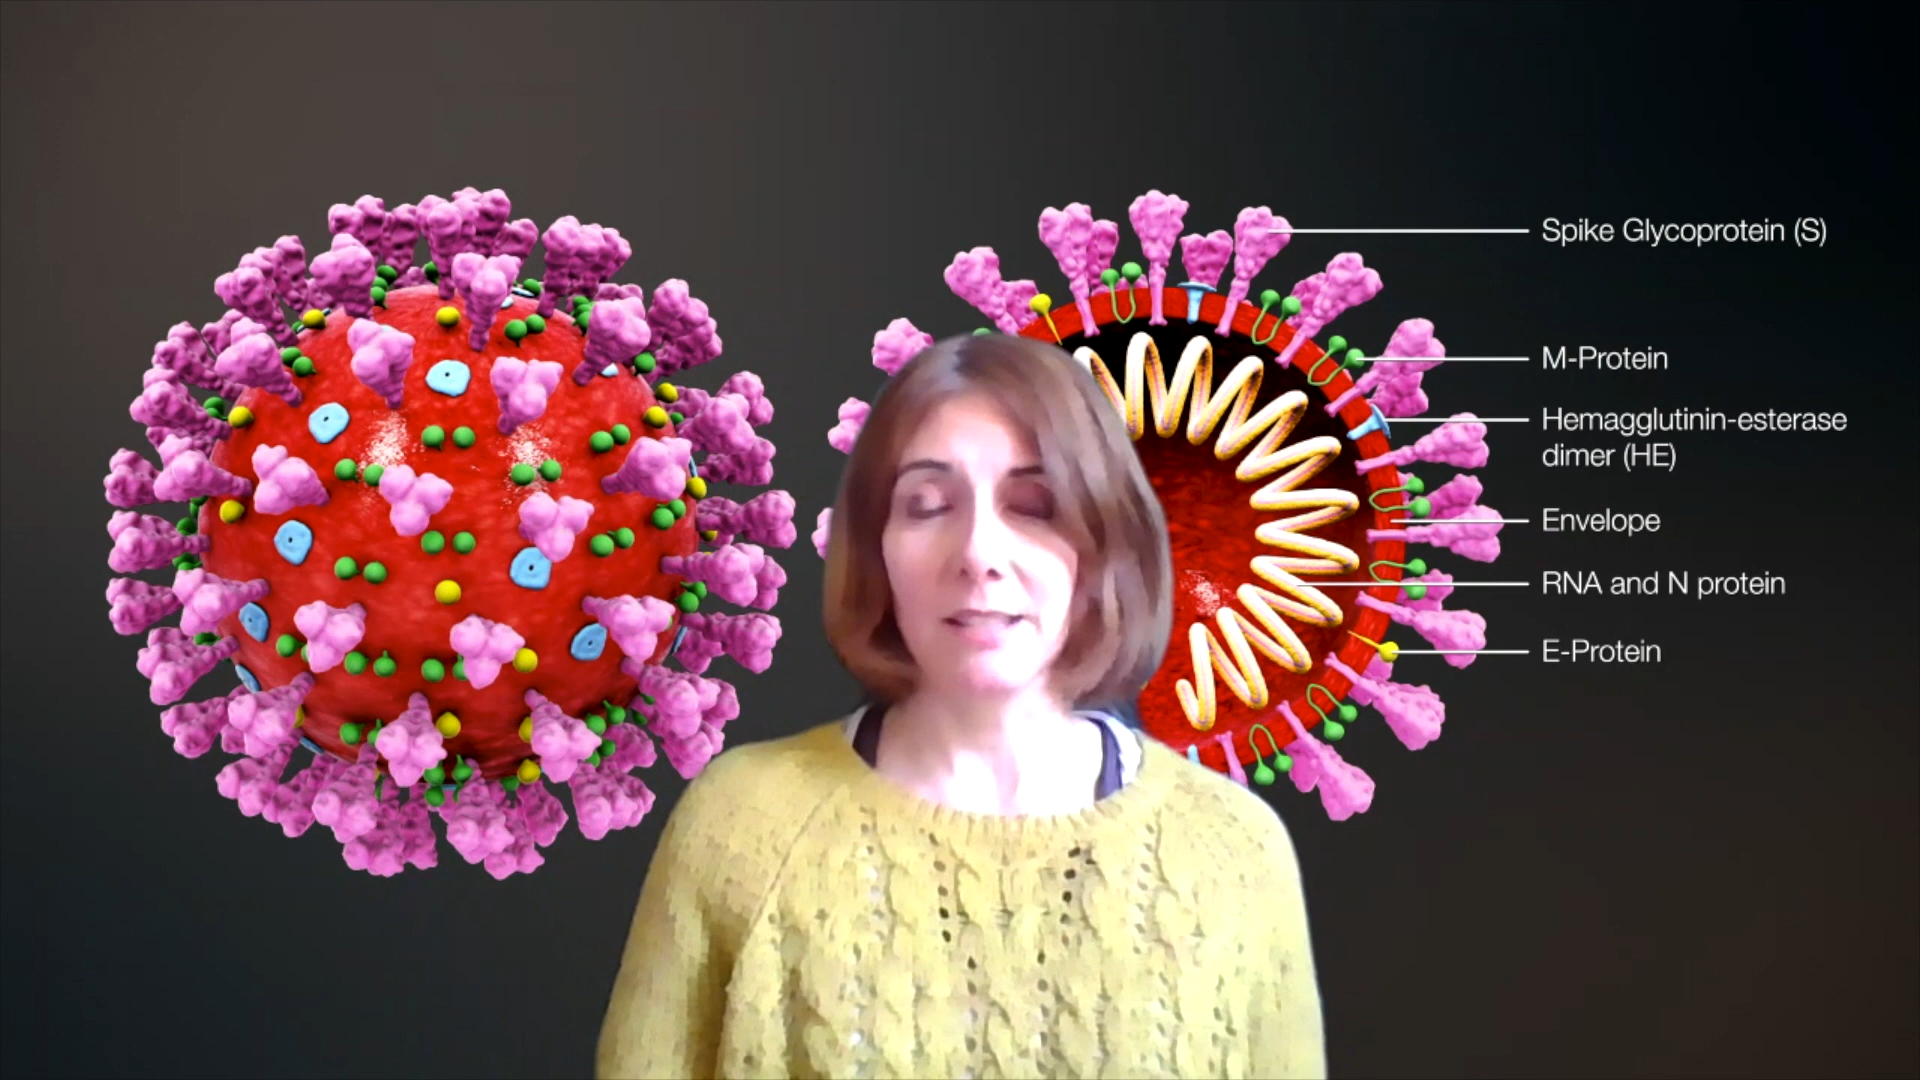 Spike Glycoprotein (S)
M-Protein
Hemagglutinin-esterase
dimer (HE)
Envelope
RNA and N protein
E-Protein